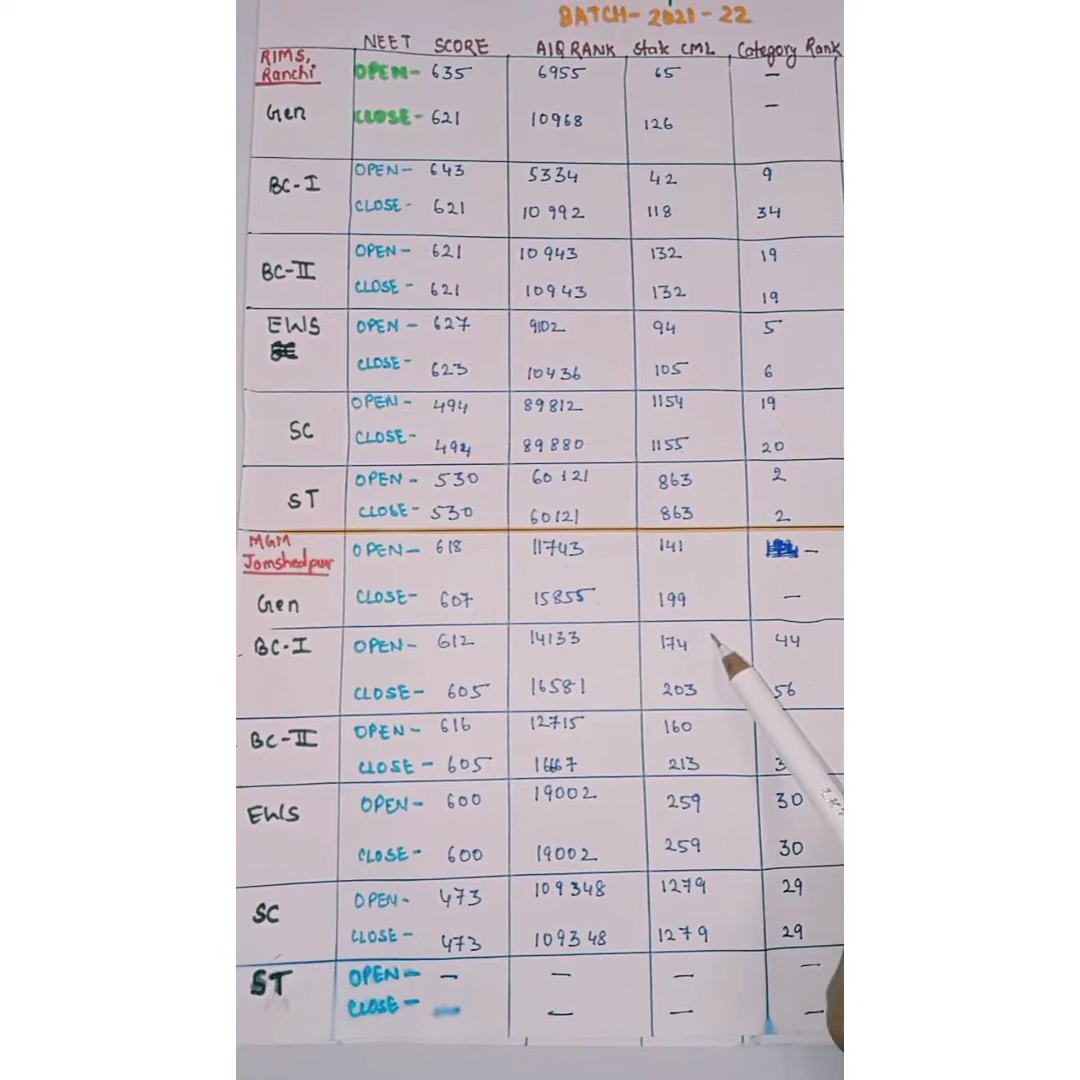 BATCH- 2021-22
NEET SCORE AIQ RANK State CML Category Rank
RIMS, Ranchi
Gen OPEN- 635 6955 65 -
CLOSE- 621 10968 126 -
BC-I OPEN- 643 5334 42 9
CLOSE- 621 10992 118 34
BC-II OPEN- 621 10943 132 19
CLOSE- 621 10943 132 19
EWS OPEN- 627 9102 94 5
CLOSE- 623 10436 105 6
SC OPEN- 494 89812 1154 19
CLOSE- 494 89880 1155 20
ST OPEN- 530 60121 863 2
CLOSE- 530 60121 863 2
MGM Jamshedpur
Gen OPEN- 618 11743 141 -
CLOSE- 607 15855 199 -
BC-I OPEN- 612 14133 174 44
CLOSE- 605 16581 203 56
BC-II OPEN- 616 12715 160
CLOSE- 605 213
EWS OPEN- 600 19002 259 30
CLOSE- 600 19002 259 30
SC OPEN- 473 109348 1279 29
CLOSE- 473 109348 1279 29
ST OPEN- - - - -
CLOSE- - - - -